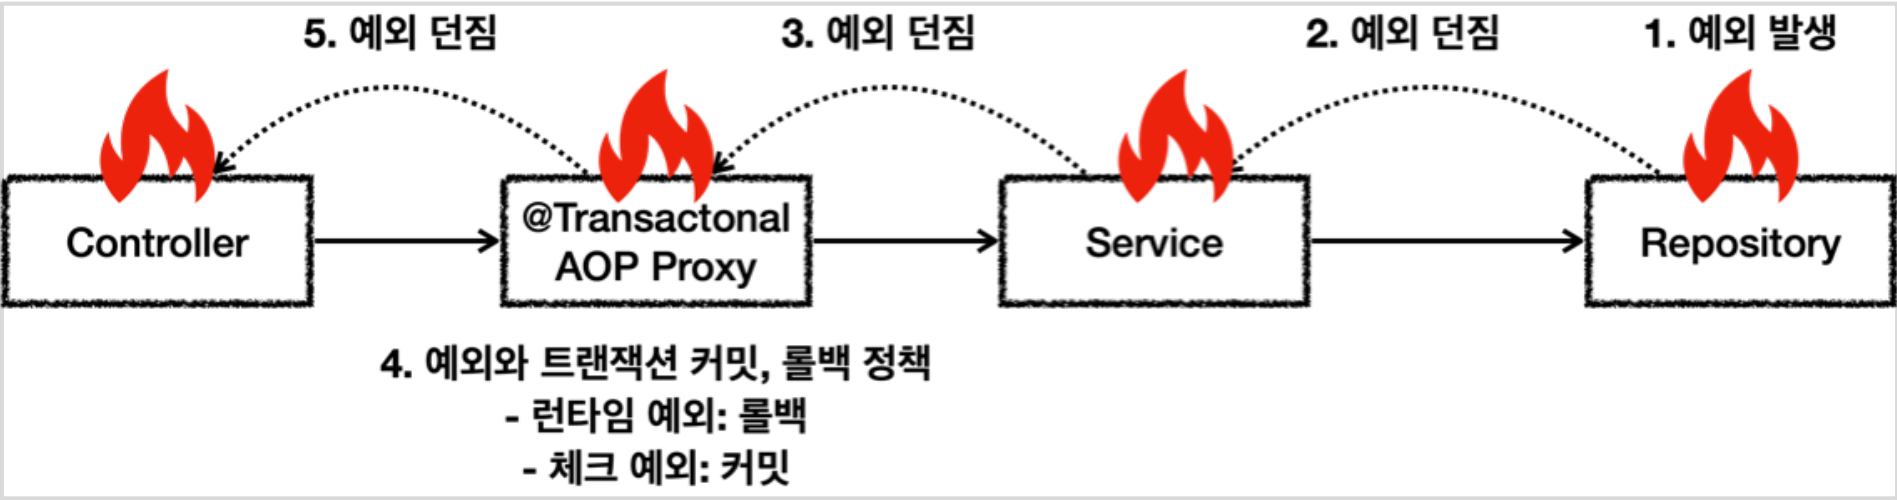 5. 예외 던짐
3. 예외 던짐
2. 예외 던짐
1. 예외 발생
Controller
@Transactonal
AOP Proxy
Service
Repository
4. 예외와 트랜잭션 커밋, 롤백 정책
- 런타임 예외: 롤백
- 체크 예외: 커밋